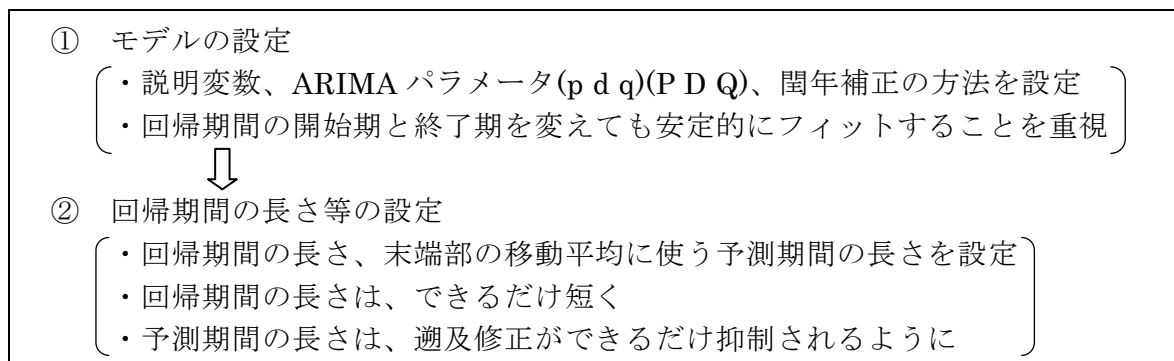 ① モデルの設定
・説明変数、ARIMA パラメータ(p d q)(P D Q)、閏年補正の方法を設定
・回帰期間の開始期と終了期を変えても安定的にフィットすることを重視
② 回帰期間の長さ等の設定
・回帰期間の長さ、末端部の移動平均に使う予測期間の長さを設定
・回帰期間の長さは、できるだけ短く
・予測期間の長さは、遡及修正ができるだけ抑制されるように